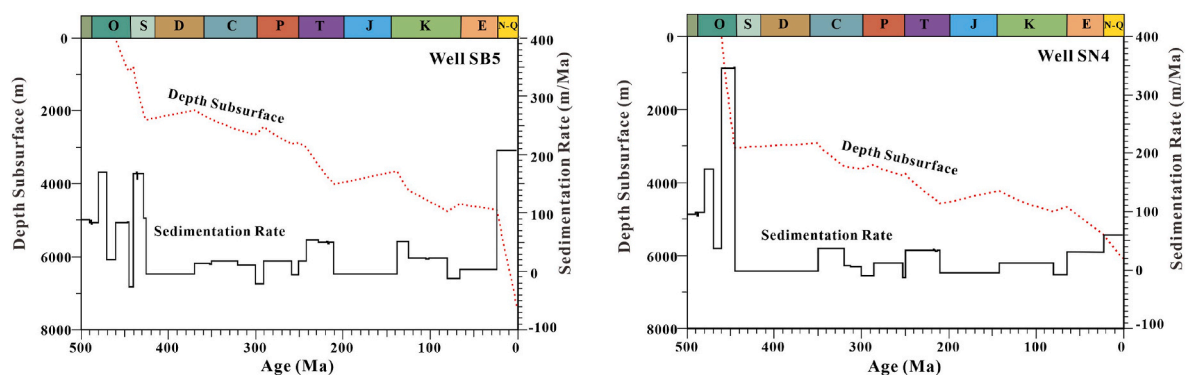 O S D C P T J K E N-Q
Well SB5
Depth Subsurface
Sedimentation Rate
0
2000
4000
6000
8000
Depth Subsurface (m)
400
300
200
100
0
-100
Sedimentation Rate (m/Ma)
500 400 300 200 100 0
Age (Ma)
O S D C P T J K E N-Q
Well SN4
Depth Subsurface
Sedimentation Rate
0
2000
4000
6000
8000
Depth Subsurface (m)
400
300
200
100
0
-100
Sedimentation Rate (m/Ma)
500 400 300 200 100 0
Age (Ma)